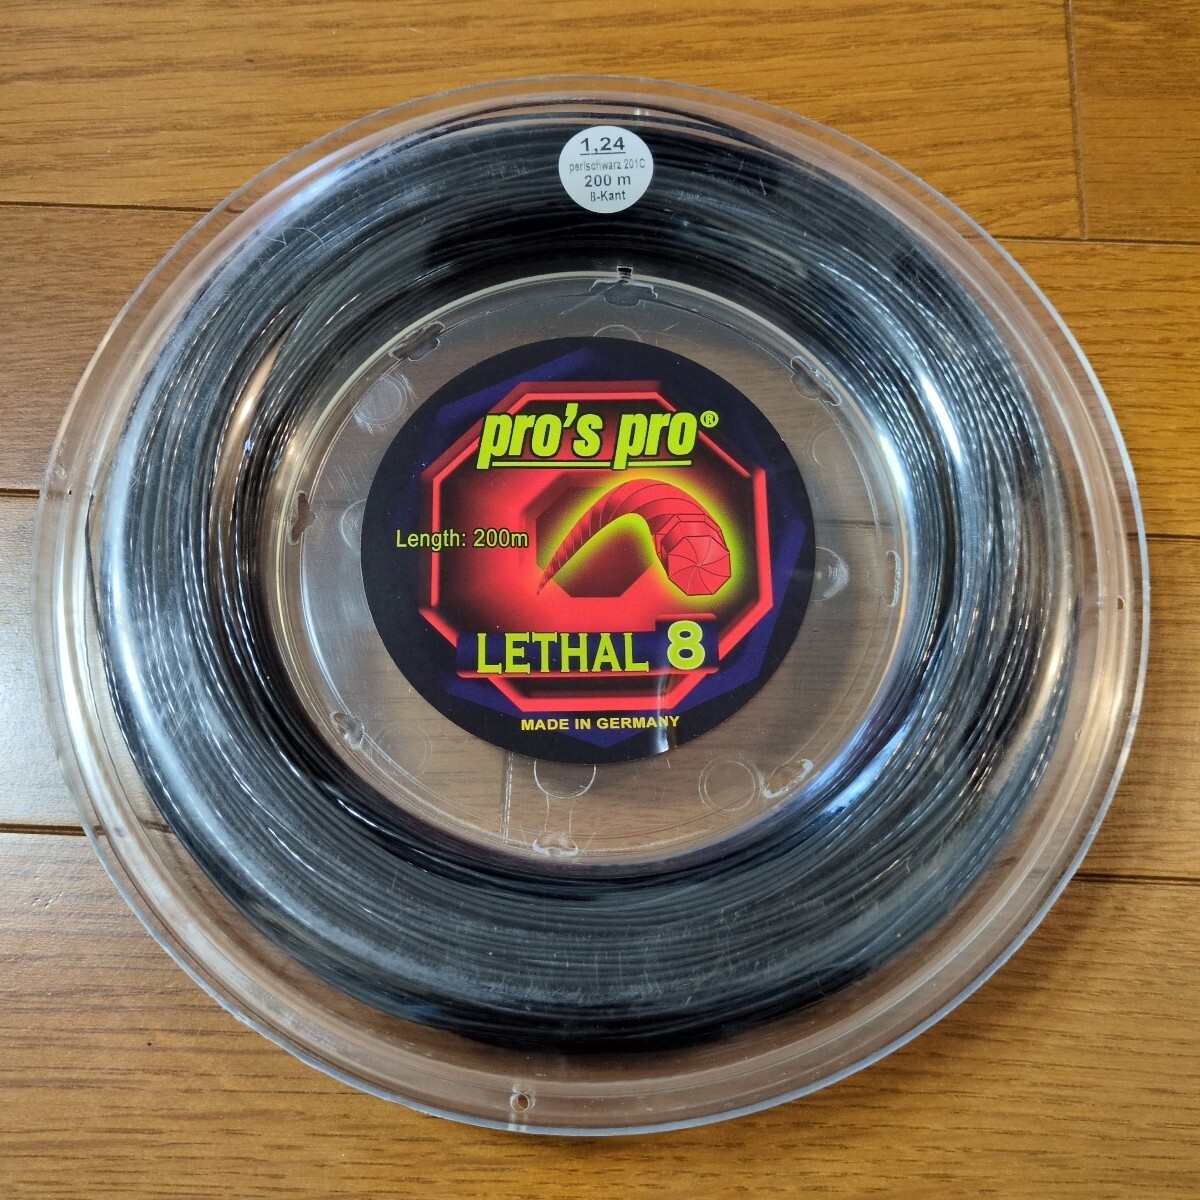 1,24
perlschwarz 201C
200 m
8-Kant
pro's pro®
Length: 200m
LETHAL 8
MADE IN GERMANY